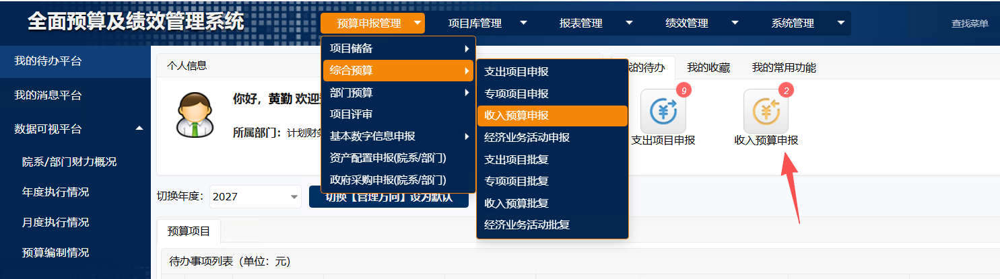 全面预算及绩效管理系统
预算申报管理
项目库管理
报表管理
绩效管理
系统管理
查找菜单
我的待办平台
我的消息平台
数据可视平台
院系/部门财力概况
年度执行情况
月度执行情况
预算编制情况
个人信息
你好，黄勤 欢迎
所属部门：计划财务
切换年度：2027
切换【管理方向】设为默认
预算项目
待办事项列表（单位：元）
项目储备
综合预算
部门预算
项目评审
基本数字信息申报
资产配置申报(院系/部门)
政府采购申报(院系/部门)
支出项目申报
专项项目申报
收入预算申报
经济业务活动申报
支出项目批复
专项项目批复
收入预算批复
经济业务活动批复
我的待办
我的收藏
我的常用功能
9
支出项目申报
2
收入预算申报